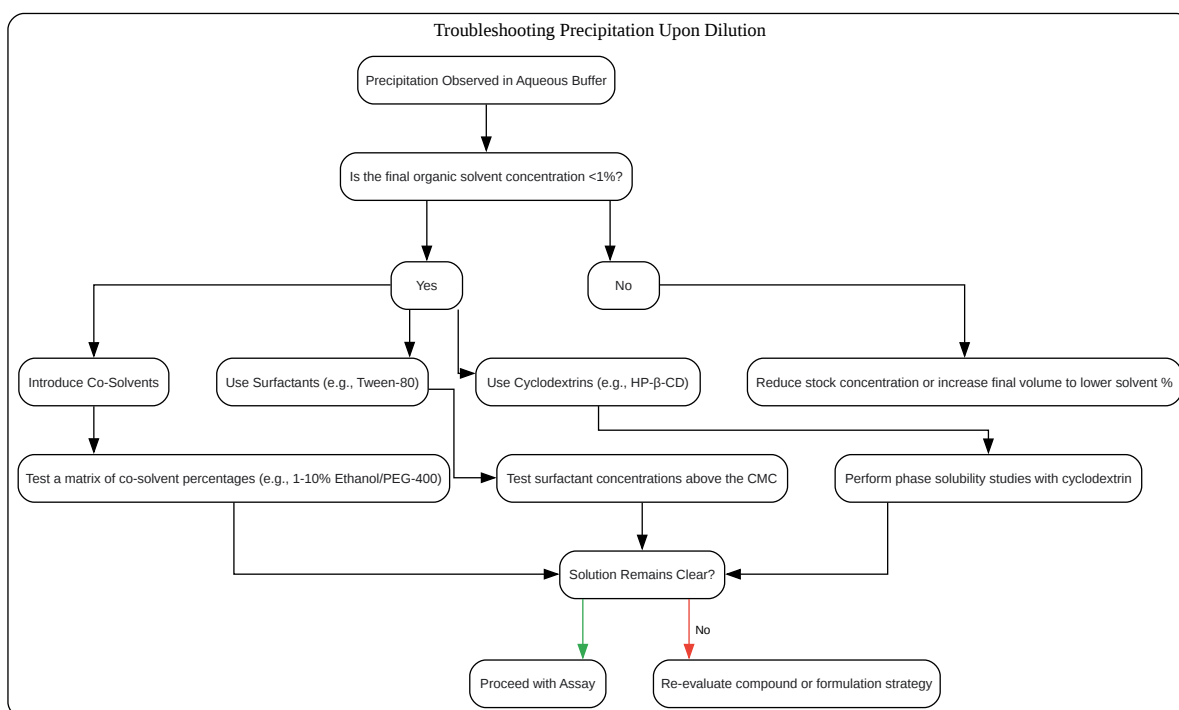 Troubleshooting Precipitation Upon Dilution
Precipitation Observed in Aqueous Buffer
Is the final organic solvent concentration <1%?
Yes
No
Introduce Co-Solvents
Use Surfactants (e.g., Tween-80)
Use Cyclodextrins (e.g., HP-β-CD)
Reduce stock concentration or increase final volume to lower solvent %
Test a matrix of co-solvent percentages (e.g., 1-10% Ethanol/PEG-400)
Test surfactant concentrations above the CMC
Perform phase solubility studies with cyclodextrin
Solution Remains Clear?
No
Proceed with Assay
Re-evaluate compound or formulation strategy